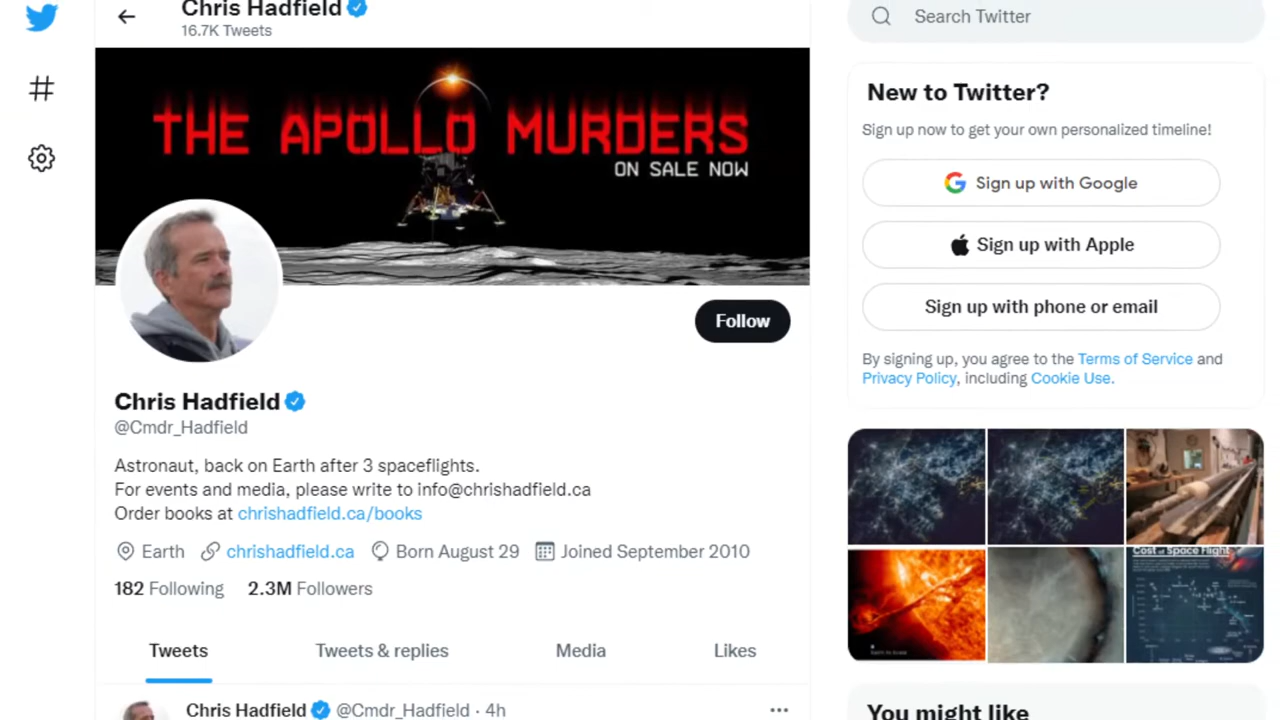 Chris Hadfield
16.7K Tweets
THE APOLLO MURDERS
ON SALE NOW
Follow
Chris Hadfield
@Cmdr_Hadfield
Astronaut, back on Earth after 3 spaceflights.
For events and media, please write to info@chrishadfield.ca
Order books at chrishadfield.ca/books
Earth chrishadfield.ca Born August 29 Joined September 2010
182 Following 2.3M Followers
Tweets Tweets & replies Media Likes
Chris Hadfield @Cmdr_Hadfield · 4h
Search Twitter
New to Twitter?
Sign up now to get your own personalized timeline!
Sign up with Google
Sign up with Apple
Sign up with phone or email
By signing up, you agree to the Terms of Service and
Privacy Policy, including Cookie Use.
Cost of Space Flight
You might like